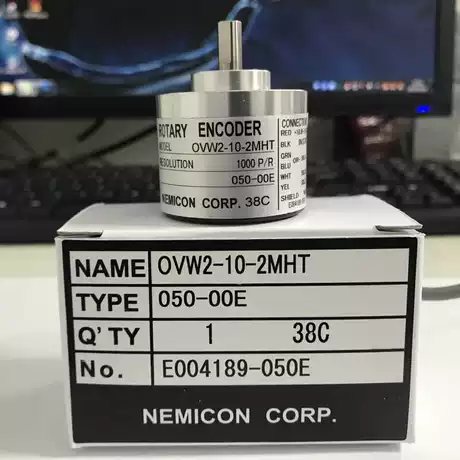 ROTARY ENCODER
MODEL OVW2-10-2MHT
RESOLUTION 1000 P/R
050-00E
NEMICON CORP. 38C
RED
BLK
GRN
BLU
WHT
YEL
SHIELD
NAME OVW2-10-2MHT
TYPE 050-00E
Q'TY 1 38C
No. E004189-050E
NEMICON CORP.